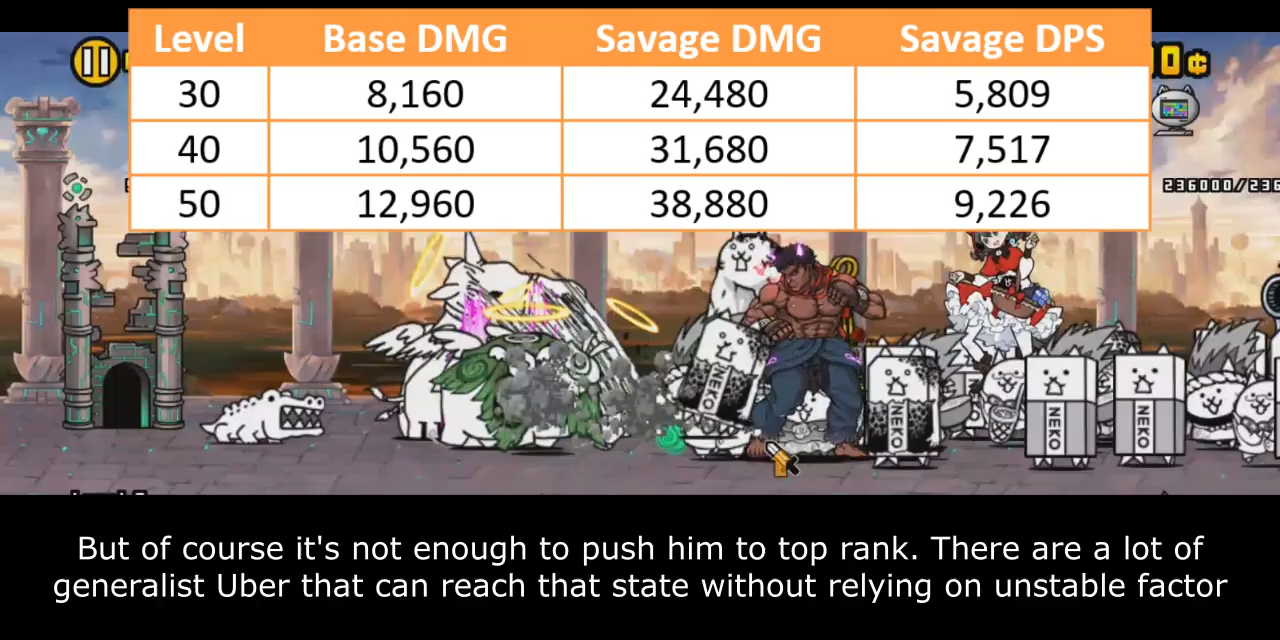 Level Base DMG Savage DMG Savage DPS
30 8,160 24,480 5,809
40 10,560 31,680 7,517
50 12,960 38,880 9,226
236000/236
NEKO
NEKO
NEKO
NEKO
But of course it's not enough to push him to top rank. There are a lot of
generalist Uber that can reach that state without relying on unstable factor